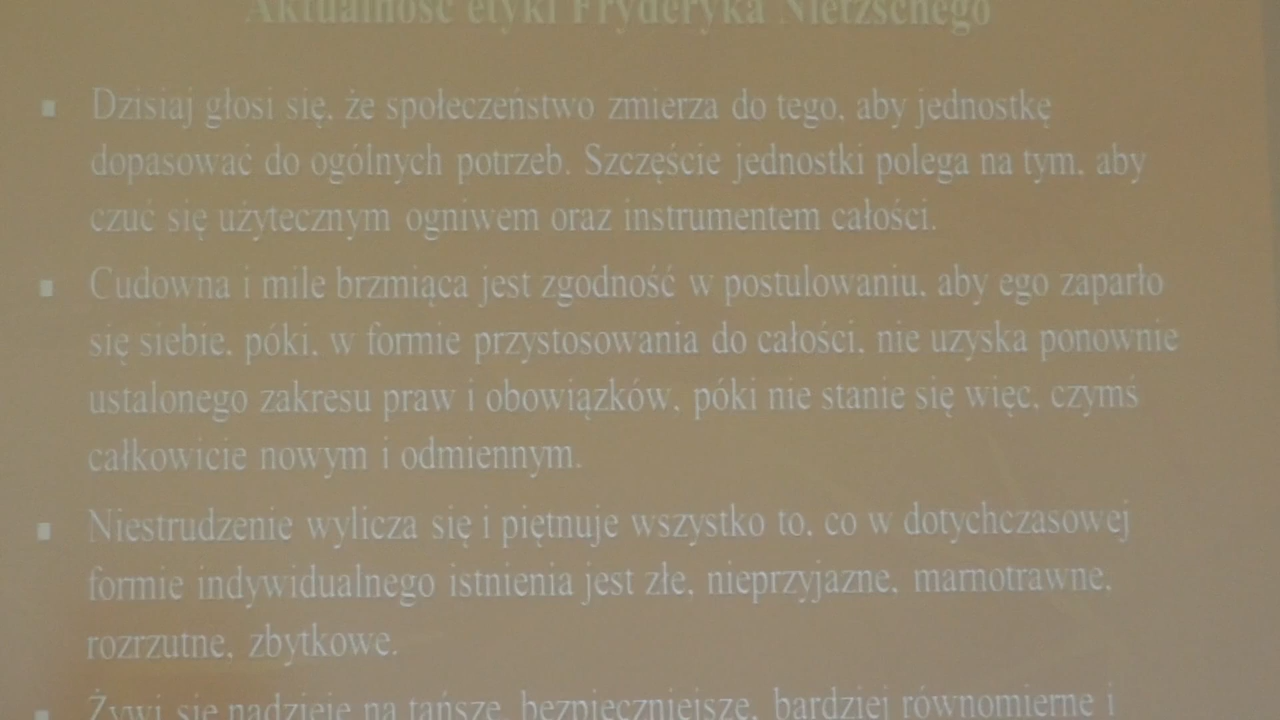 Aktualność etyki Fryderyka Nietzschego
▪ Dzisiaj głosi się, że społeczeństwo zmierza do tego, aby jednostkę
dopasować do ogólnych potrzeb. Szczęście jednostki polega na tym, aby
czuć się użytecznym ogniwem oraz instrumentem całości.
▪ Cudowna i mile brzmiąca jest zgodność w postulowaniu, aby ego zaparło
się siebie, póki, w formie przystosowania do całości, nie uzyska ponownie
ustalonego zakresu praw i obowiązków, póki nie stanie się więc, czymś
całkowicie nowym i odmiennym.
▪ Niestrudzenie wylicza się i piętnuje wszystko to, co w dotychczasowej
formie indywidualnego istnienia jest złe, nieprzyjazne, marnotrawne,
rozrzutne, zbytkowe.
▪ Żywi się nadzieję na tańsze, bezpieczniejsze, bardziej równomierne i